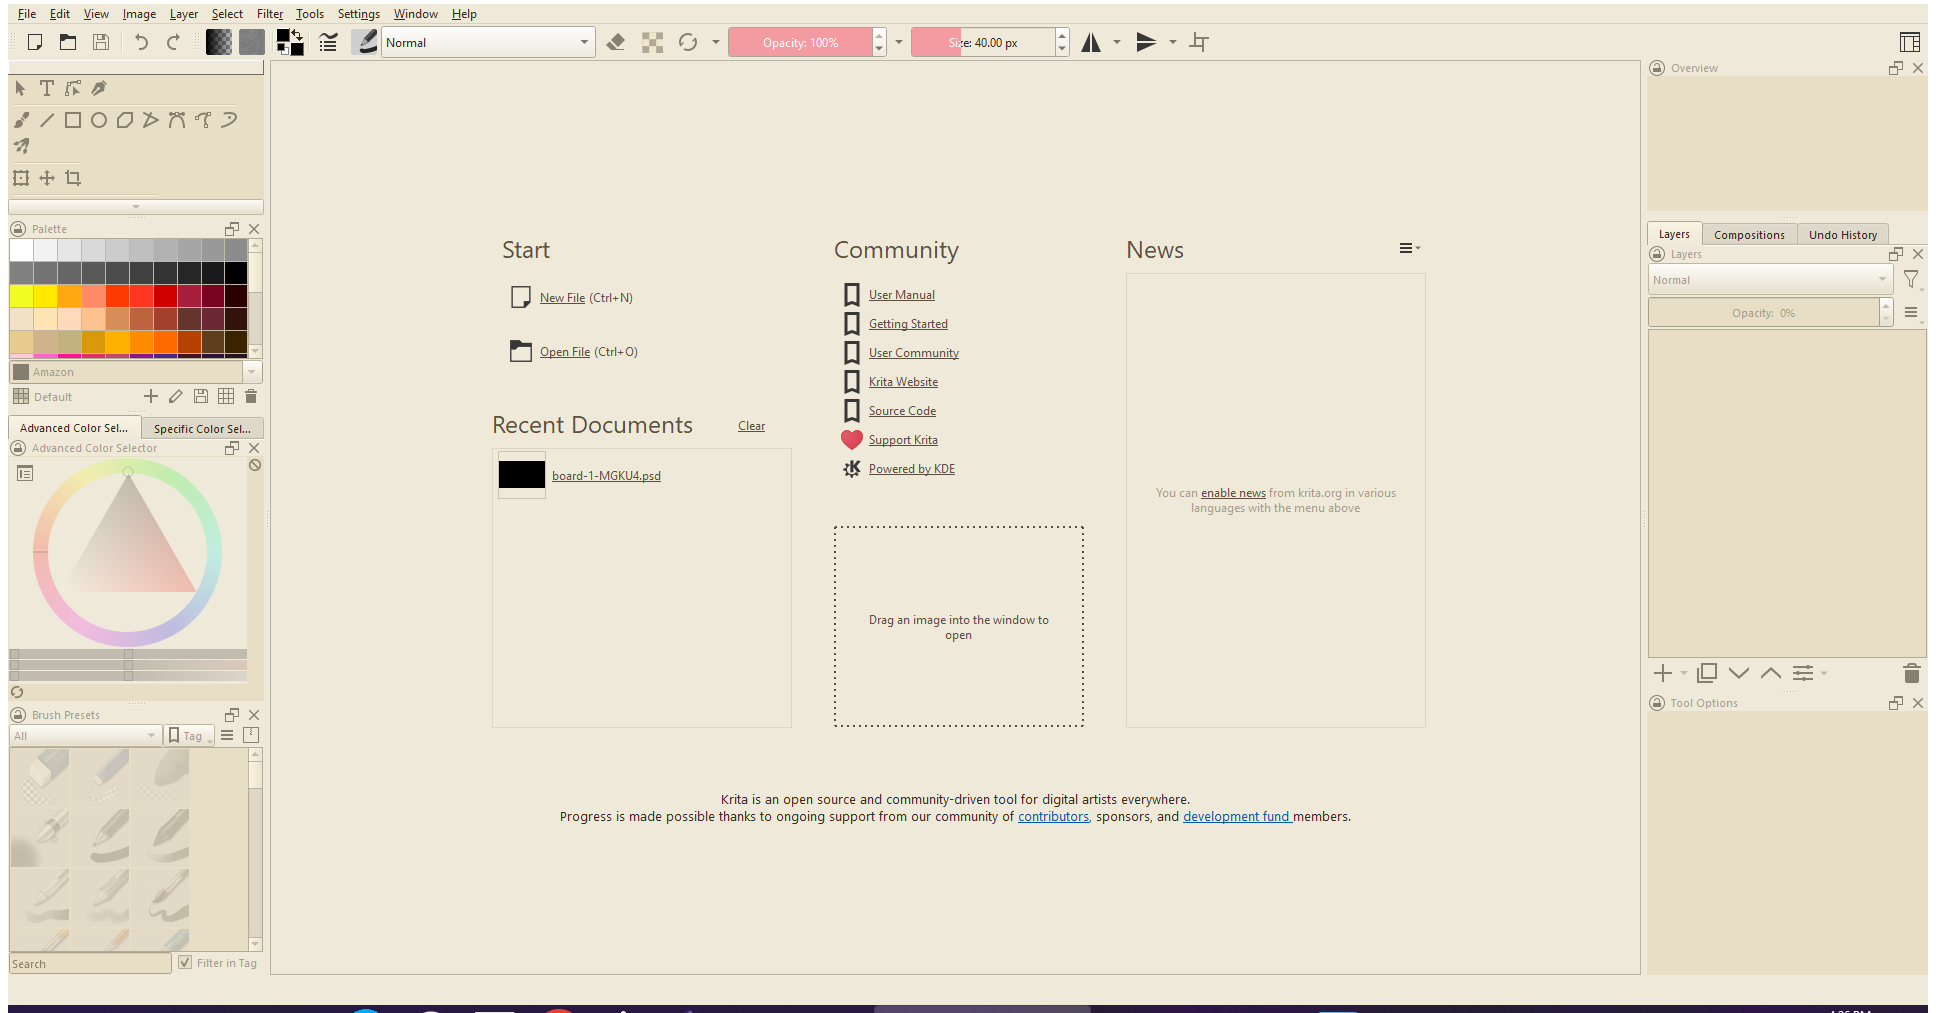 File Edit View Image Layer Select Filter Tools Settings Window Help
Normal
Opacity: 100%
Size: 40.00 px
Palette
Amazon
Default
Advanced Color Sel...
Specific Color Sel...
Advanced Color Selector
Brush Presets
All
Tag
Search
Filter in Tag
Start
New File (Ctrl+N)
Open File (Ctrl+O)
Recent Documents
Clear
board-1-MGKU4.psd
Community
User Manual
Getting Started
User Community
Krita Website
Source Code
Support Krita
Powered by KDE
Drag an image into the window to
open
News
You can enable news from krita.org in various
languages with the menu above
Krita is an open source and community-driven tool for digital artists everywhere.
Progress is made possible thanks to ongoing support from our community of contributors, sponsors, and development fund members.
Overview
Layers
Compositions
Undo History
Layers
Normal
Opacity: 0%
Tool Options